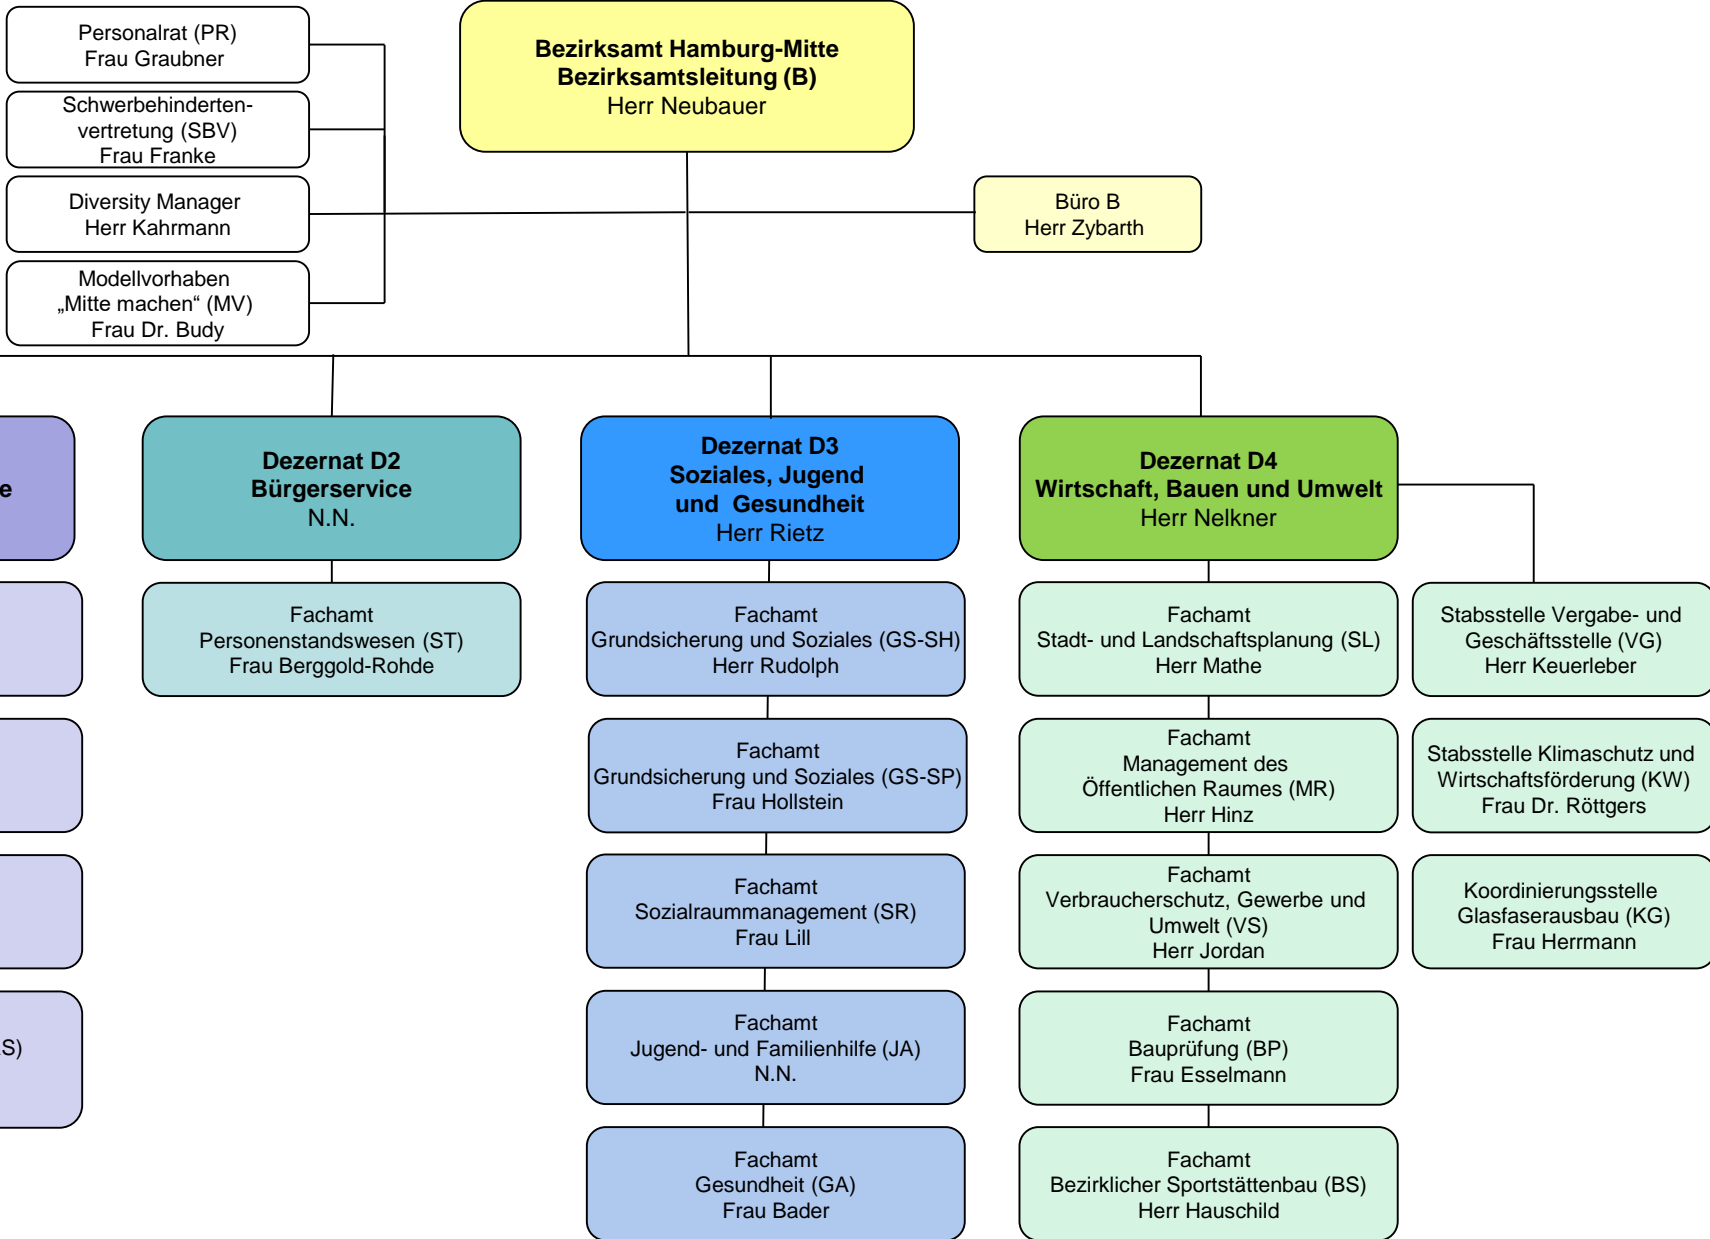 Personalrat (PR)
Frau Graubner
Schwerbehinderten-
vertretung (SBV)
Frau Franke
Diversity Manager
Herr Kahrmann
Modellvorhaben
„Mitte machen“ (MV)
Frau Dr. Budy
Bezirksamt Hamburg-Mitte
Bezirksamtsleitung (B)
Herr Neubauer
Büro B
Herr Zybarth
e
S)
Dezernat D2
Bürgerservice
N.N.
Fachamt
Personenstandswesen (ST)
Frau Berggold-Rohde
Dezernat D3
Soziales, Jugend
und  Gesundheit
Herr Rietz
Fachamt
Grundsicherung und Soziales (GS-SH)
Herr Rudolph
Fachamt
Grundsicherung und Soziales (GS-SP)
Frau Hollstein
Fachamt
Sozialraummanagement (SR)
Frau Lill
Fachamt
Jugend- und Familienhilfe (JA)
N.N.
Fachamt
Gesundheit (GA)
Frau Bader
Dezernat D4
Wirtschaft, Bauen und Umwelt
Herr Nelkner
Fachamt
Stadt- und Landschaftsplanung (SL)
Herr Mathe
Fachamt
Management des
Öffentlichen Raumes (MR)
Herr Hinz
Fachamt
Verbraucherschutz, Gewerbe und
Umwelt (VS)
Herr Jordan
Fachamt
Bauprüfung (BP)
Frau Esselmann
Fachamt
Bezirklicher Sportstättenbau (BS)
Herr Hauschild
Stabsstelle Vergabe- und
Geschäftsstelle (VG)
Herr Keuerleber
Stabsstelle Klimaschutz und
Wirtschaftsförderung (KW)
Frau Dr. Röttgers
Koordinierungsstelle
Glasfaserausbau (KG)
Frau Herrmann